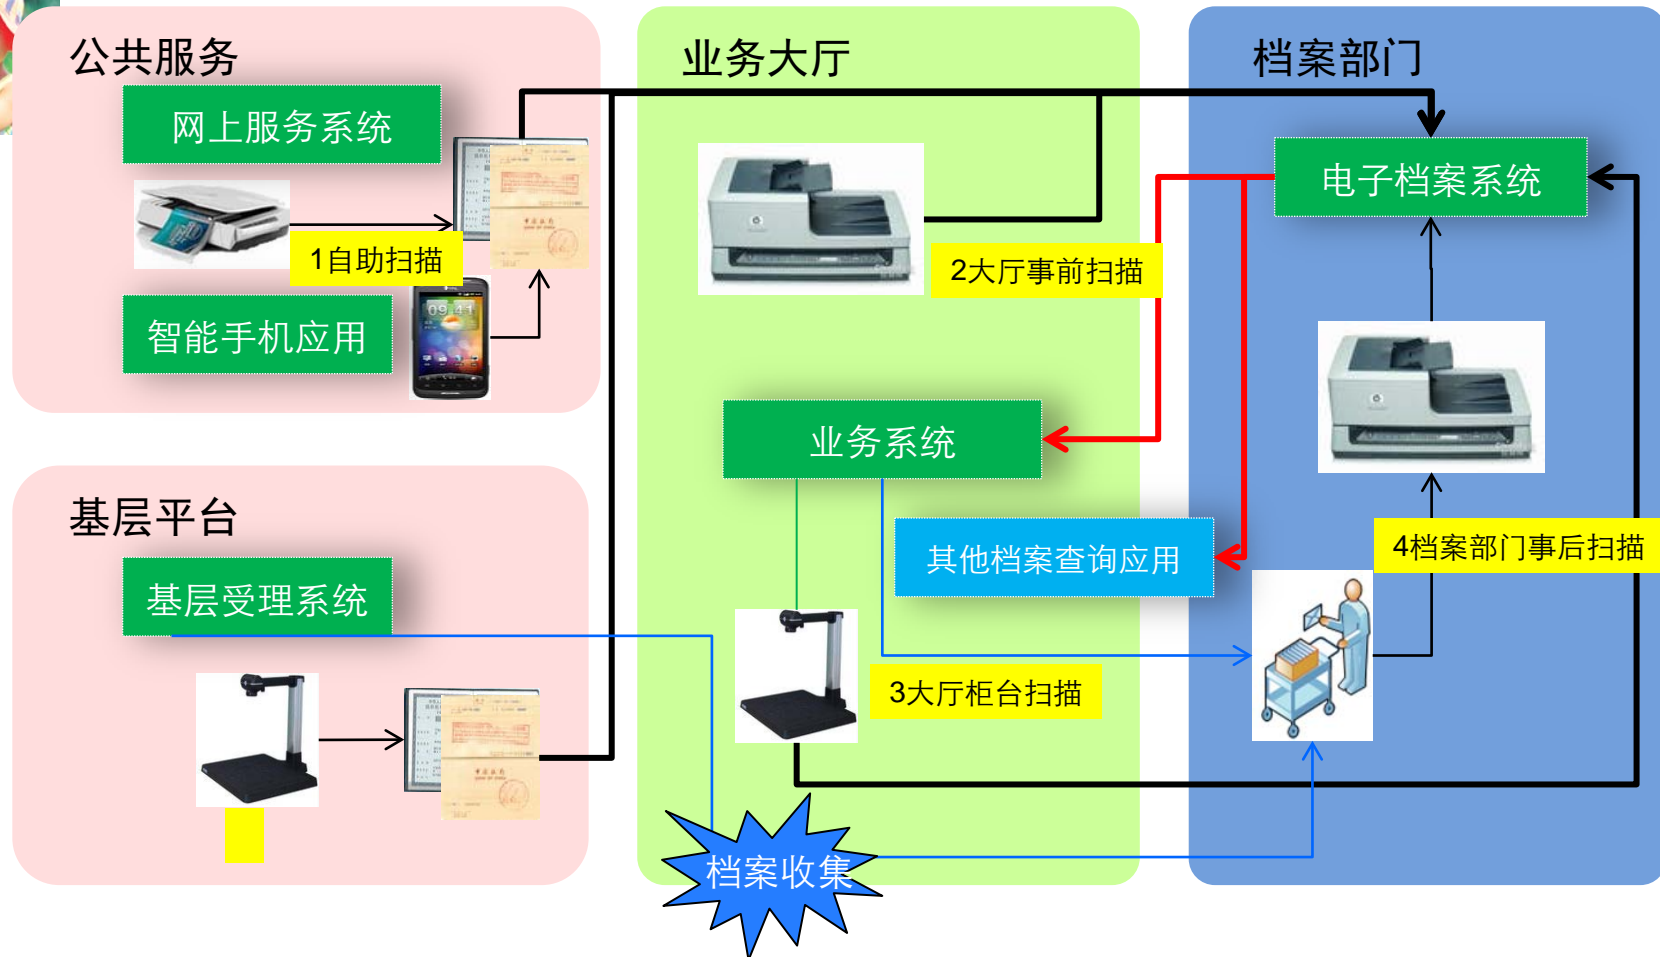 公共服务
网上服务系统
1自助扫描
智能手机应用
09:41
基层平台
基层受理系统
业务大厅
2大厅事前扫描
业务系统
其他档案查询应用
3大厅柜台扫描
档案收集
档案部门
电子档案系统
4档案部门事后扫描